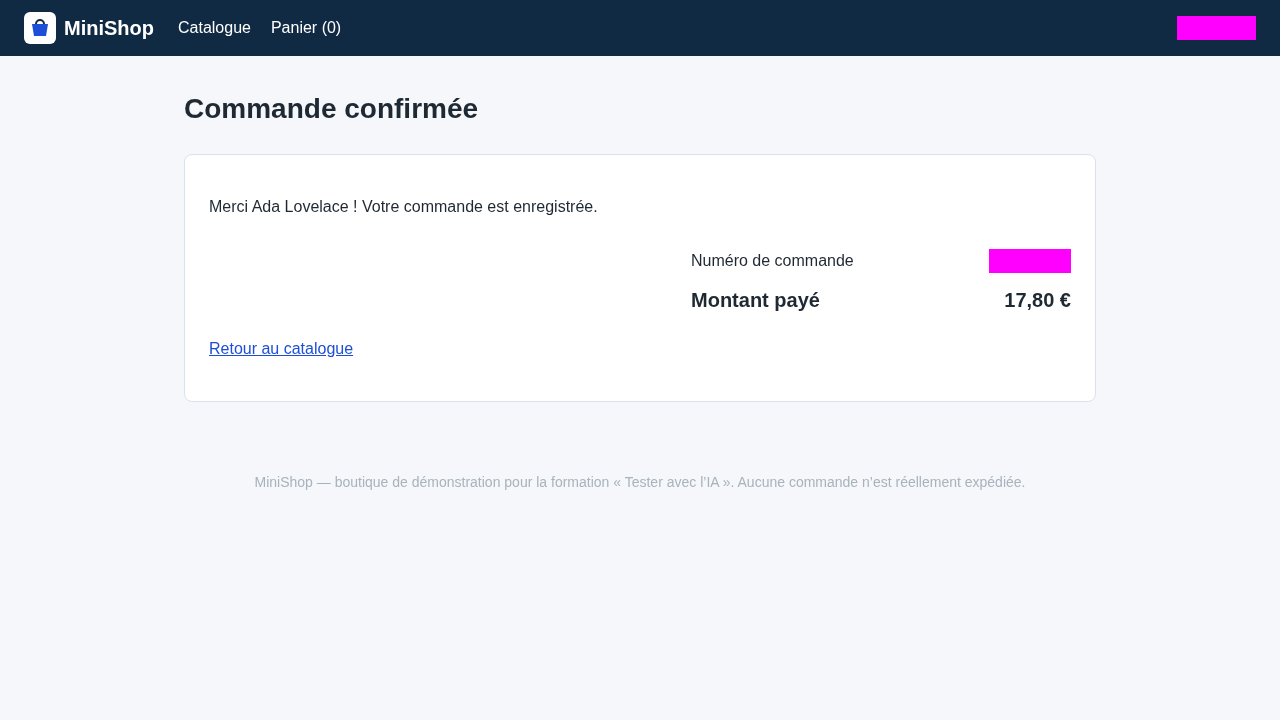 MiniShop Catalogue Panier (0)
Commande confirmée
Merci Ada Lovelace ! Votre commande est enregistrée.
Numéro de commande
Montant payé 17,80 €
Retour au catalogue
MiniShop — boutique de démonstration pour la formation « Tester avec l’IA ». Aucune commande n’est réellement expédiée.